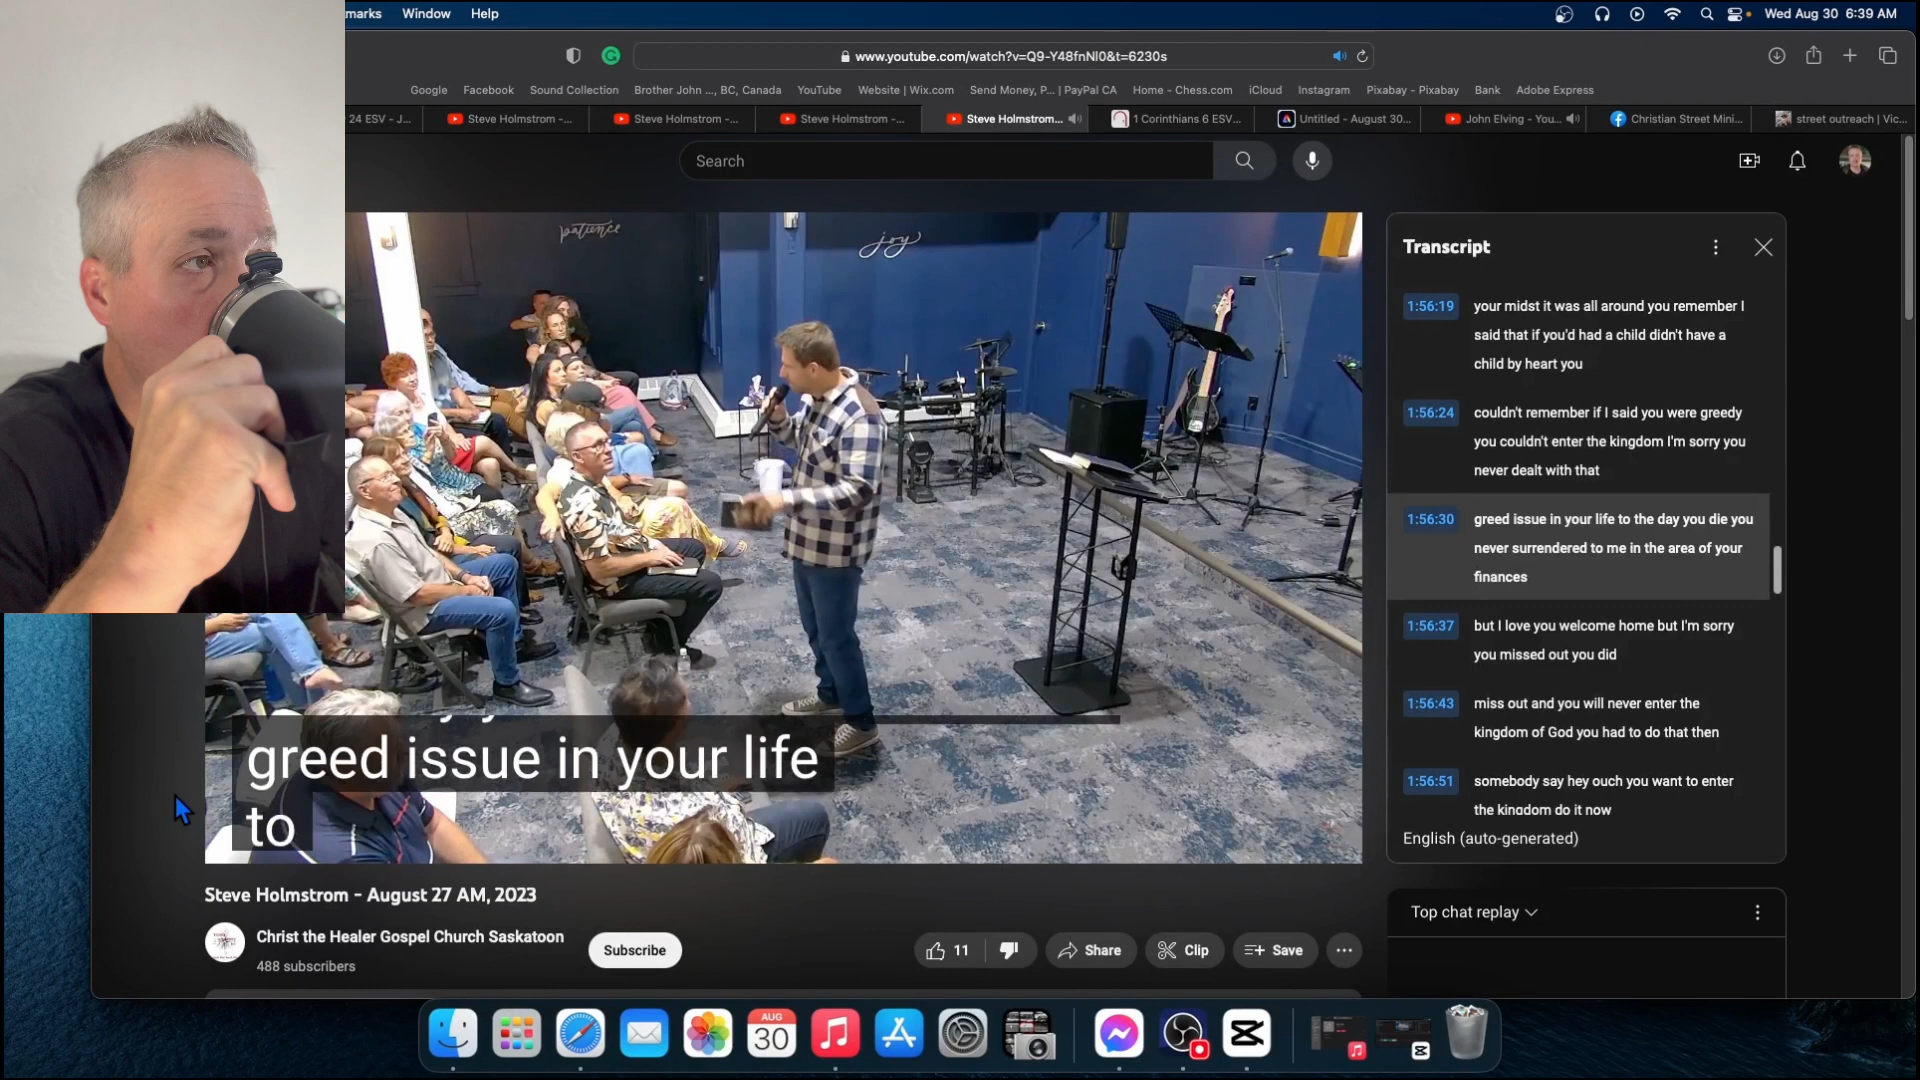 marks Window Help Wed Aug 30 6:39 AM
www.youtube.com/watch?v=Q9-Y48fnNl0&t=6230s
Google Facebook Sound Collection Brother John ..., BC, Canada YouTube Website | Wix.com Send Money, P... | PayPal CA Home - Chess.com iCloud Instagram Pixabay - Pixabay Bank Adobe Express
24 ESV - J... Steve Holmstrom -... Steve Holmstrom -... Steve Holmstrom -... Steve Holmstrom... 1 Corinthians 6 ESV... Untitled - August 30... John Elving - You... Christian Street Mini... street outreach | Vic...
Search
patience
joy
Transcript
1:56:19 your midst it was all around you remember I
said that if you'd had a child didn't have a
child by heart you
1:56:24 couldn't remember if I said you were greedy
you couldn't enter the kingdom I'm sorry you
never dealt with that
1:56:30 greed issue in your life to the day you die you
never surrendered to me in the area of your
finances
1:56:37 but I love you welcome home but I'm sorry
you missed out you did
1:56:43 miss out and you will never enter the
kingdom of God you had to do that then
1:56:51 somebody say hey ouch you want to enter
the kingdom do it now
English (auto-generated)
greed issue in your life
to
Steve Holmstrom - August 27 AM, 2023
Christ the Healer Gospel Church Saskatoon
488 subscribers
Subscribe
11
Share
Clip
Save
Top chat replay
AUG
30